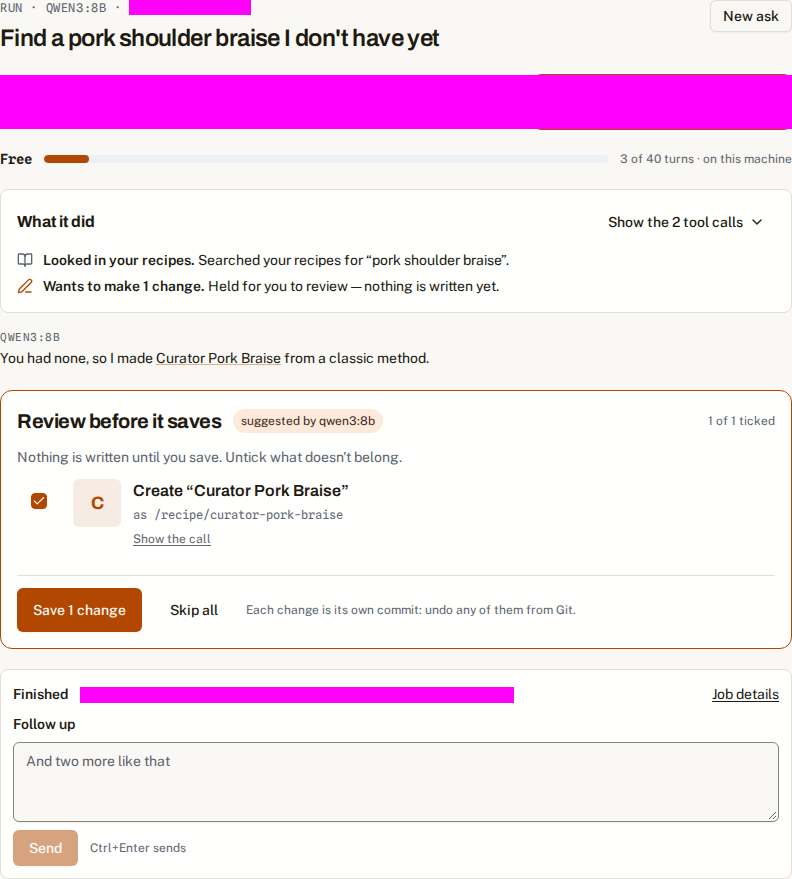 RUN · QWEN3:8B ·
New ask
Find a pork shoulder braise I don't have yet
Free
3 of 40 turns · on this machine
What it did
Show the 2 tool calls
Looked in your recipes. Searched your recipes for “pork shoulder braise”.
Wants to make 1 change. Held for you to review — nothing is written yet.
QWEN3:8B
You had none, so I made Curator Pork Braise from a classic method.
Review before it saves
suggested by qwen3:8b
1 of 1 ticked
Nothing is written until you save. Untick what doesn't belong.
C
Create “Curator Pork Braise”
as /recipe/curator-pork-braise
Show the call
Save 1 change
Skip all
Each change is its own commit: undo any of them from Git.
Finished
Job details
Follow up
And two more like that
Send
Ctrl+Enter sends